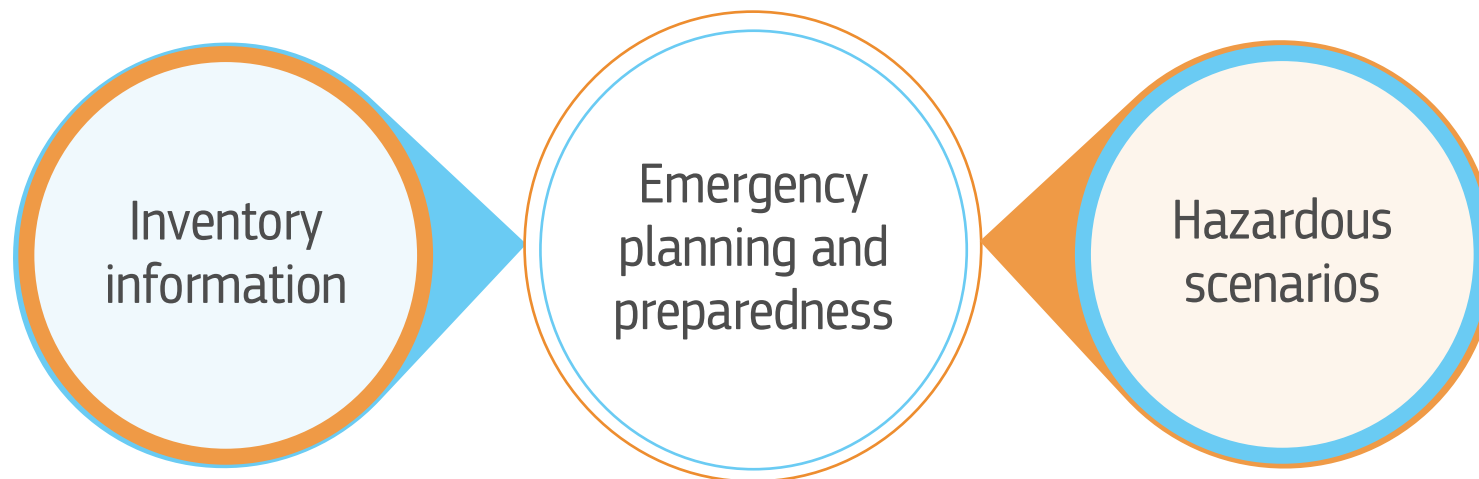 Inventory
information
Emergency
planning and
preparedness
Hazardous
scenarios